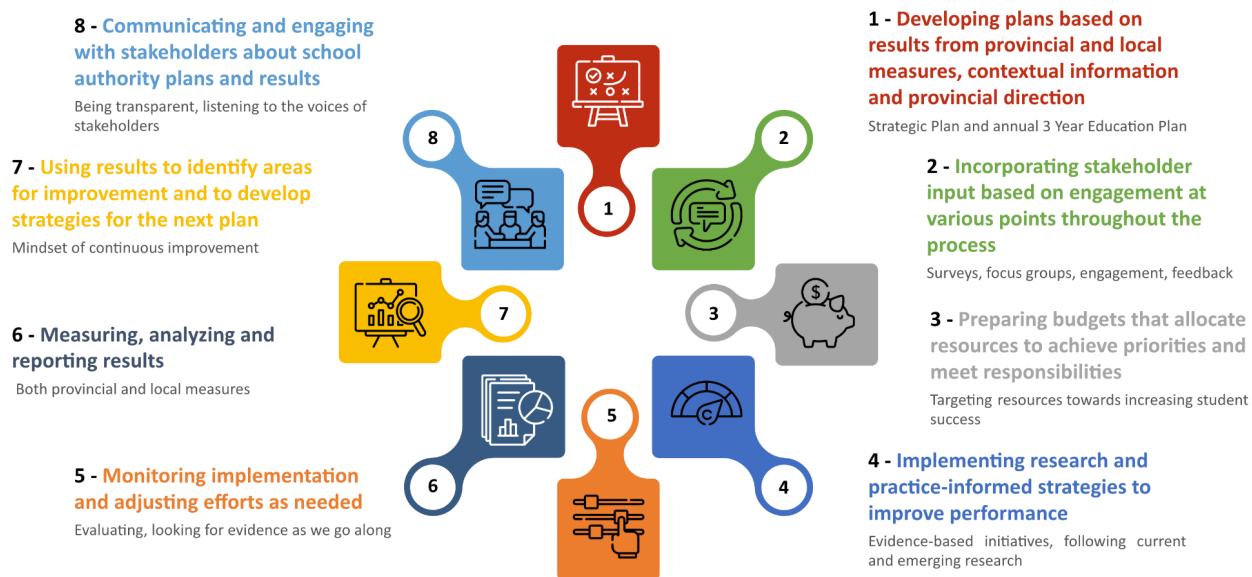 1 - Developing plans based on
results from provincial and local
measures, contextual information
and provincial direction
Strategic Plan and annual 3 Year Education Plan
2 - Incorporating stakeholder
input based on engagement at
various points throughout the
process
Surveys, focus groups, engagement, feedback
3 - Preparing budgets that allocate
resources to achieve priorities and
meet responsibilities
Targeting resources towards increasing student
success
4 - Implementing research and
practice-informed strategies to
improve performance
Evidence-based initiatives, following current
and emerging research
5 - Monitoring implementation
and adjusting efforts as needed
Evaluating, looking for evidence as we go along
6 - Measuring, analyzing and
reporting results
Both provincial and local measures
7 - Using results to identify areas
for improvement and to develop
strategies for the next plan
Mindset of continuous improvement
8 - Communicating and engaging
with stakeholders about school
authority plans and results
Being transparent, listening to the voices of
stakeholders
1
2
3
$
4
C
5
6
7
8